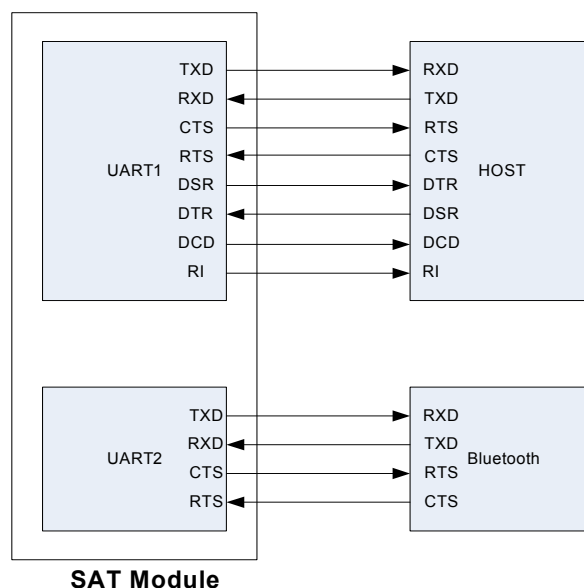 TXD RXD
RXD TXD
CTS RTS
RTS CTS
UART1 HOST
DSR DTR
DTR DSR
DCD DCD
RI RI
TXD RXD
RXD TXD
UART2 Bluetooth
CTS RTS
RTS CTS
SAT Module